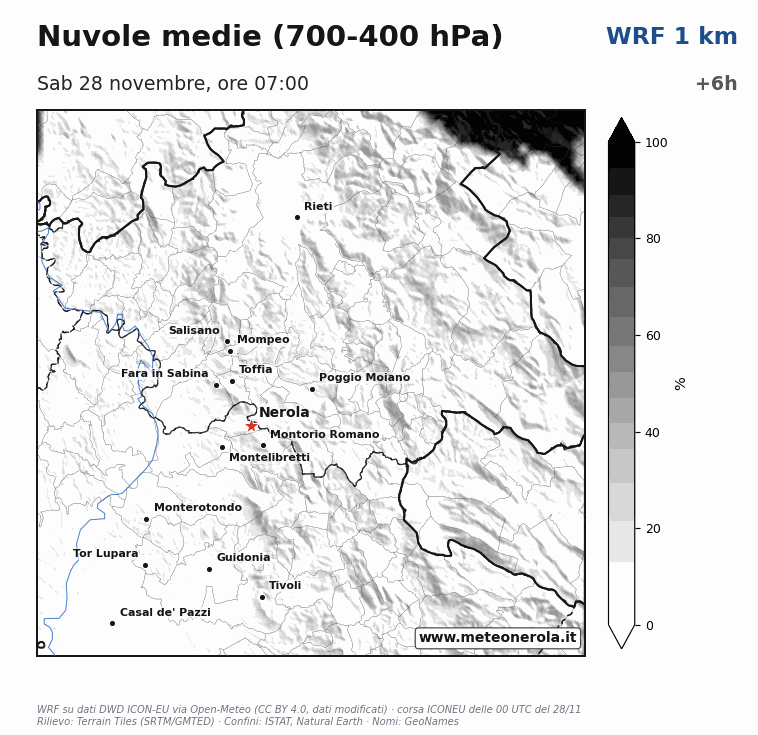 Nuvole medie (700-400 hPa)
WRF 1 km
Sab 28 novembre, ore 07:00
+6h
100
80
60
40
20
0
%
Rieti
Salisano
Mompeo
Toffia
Fara in Sabina
Poggio Moiano
Nerola
Montorio Romano
Montelibretti
Monterotondo
Tor Lupara
Guidonia
Tivoli
Casal de' Pazzi
www.meteonerola.it
WRF su dati DWD ICON-EU via Open-Meteo (CC BY 4.0, dati modificati) · corsa ICONEU delle 00 UTC del 28/11
Rilievo: Terrain Tiles (SRTM/GMTED) · Confini: ISTAT, Natural Earth · Nomi: GeoNames